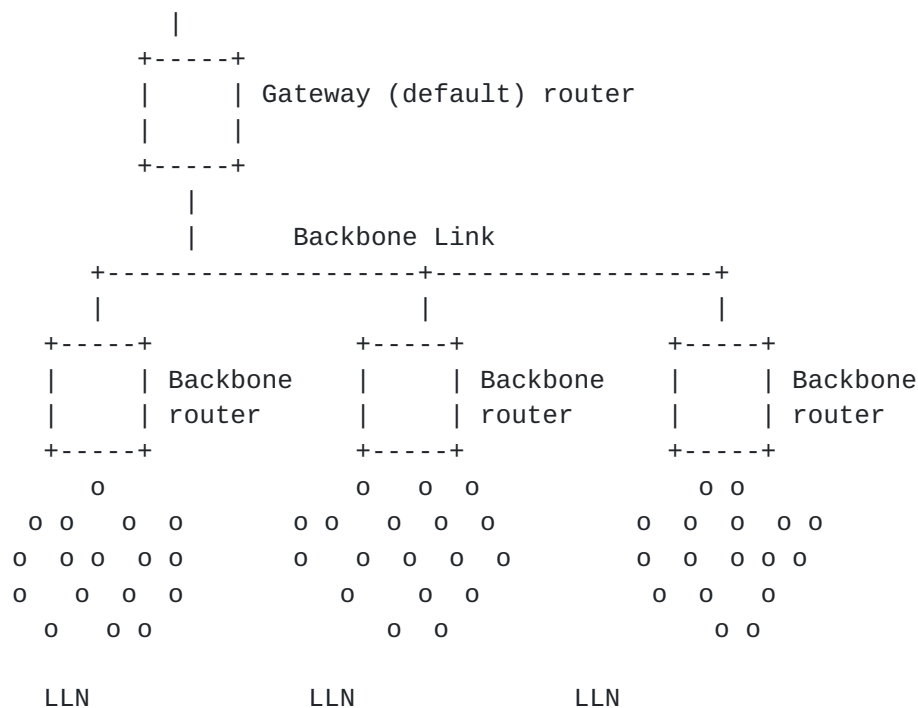 Gateway (default) router
Backbone Link
Backbone Backbone Backbone
router router router
o o o o o o
o o o o o o o o o o o o o o
o o o o o o o o o o o o o o o
o o o o o o o o o o
o o o o o o o
LLN LLN LLN